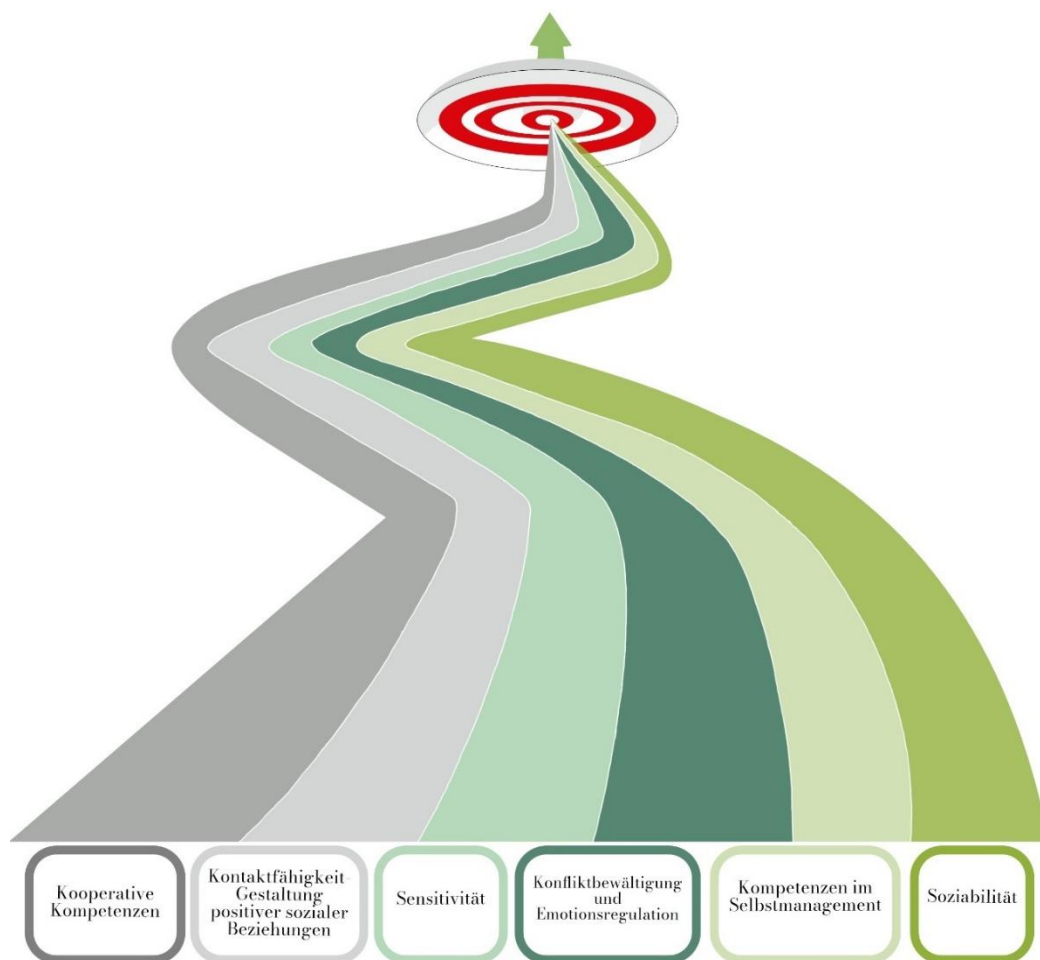 Kooperative
Kompetenzen
Kontaktfähigkeit-
Gestaltung
positiver sozialer
Beziehungen
Sensitivität
Konfliktbewältigung
und
Emotionsregulation
Kompetenzen im
Selbstmanagement
Soziabilität